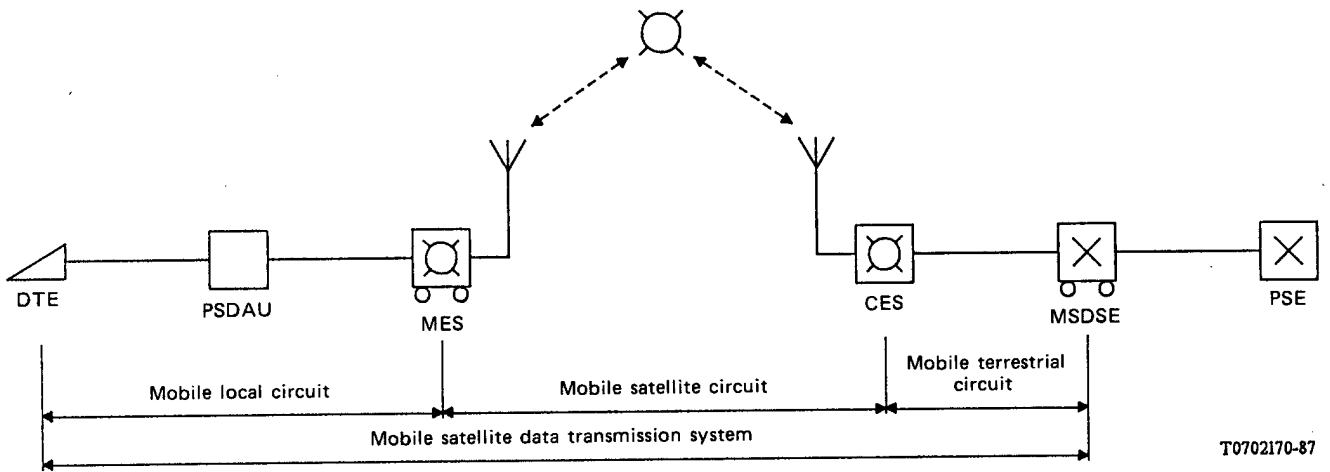 DTE
PSDAU
MES
CES
MSDSE
PSE
Mobile local circuit
Mobile satellite circuit
Mobile terrestrial
circuit
Mobile satellite data transmission system
T0702170-87